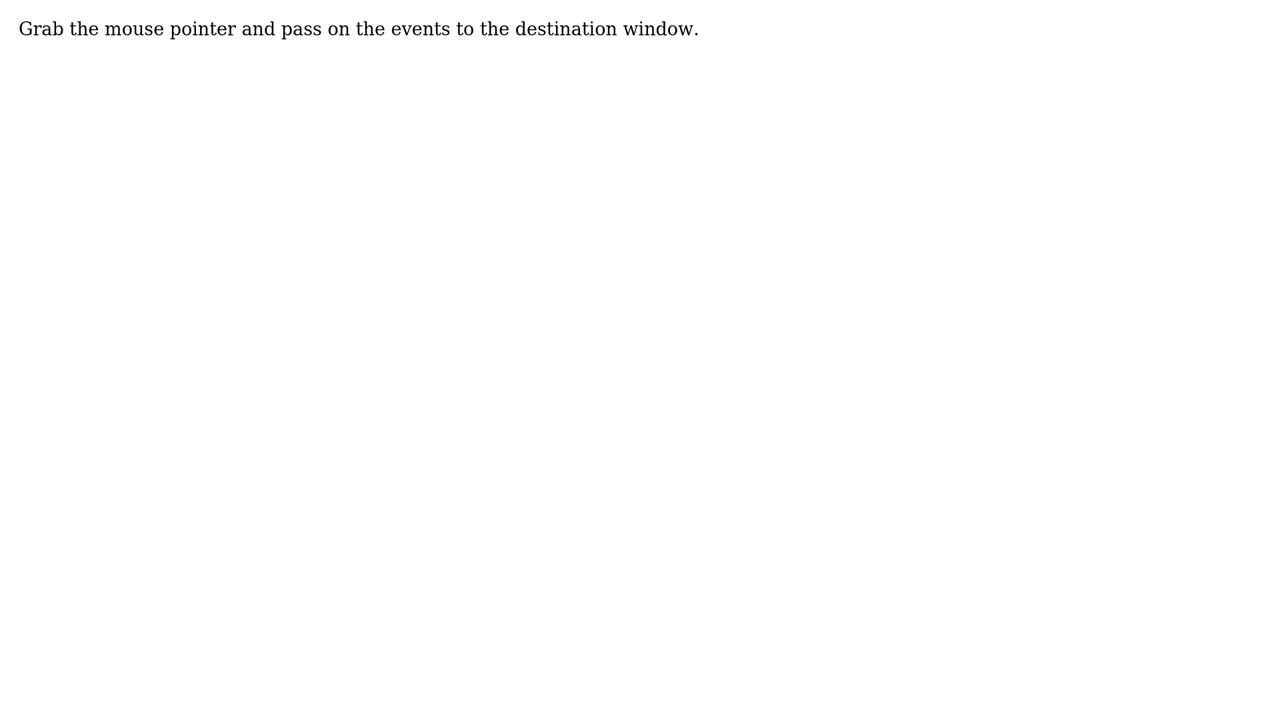 Grab the mouse pointer and pass on the events to the destination window.